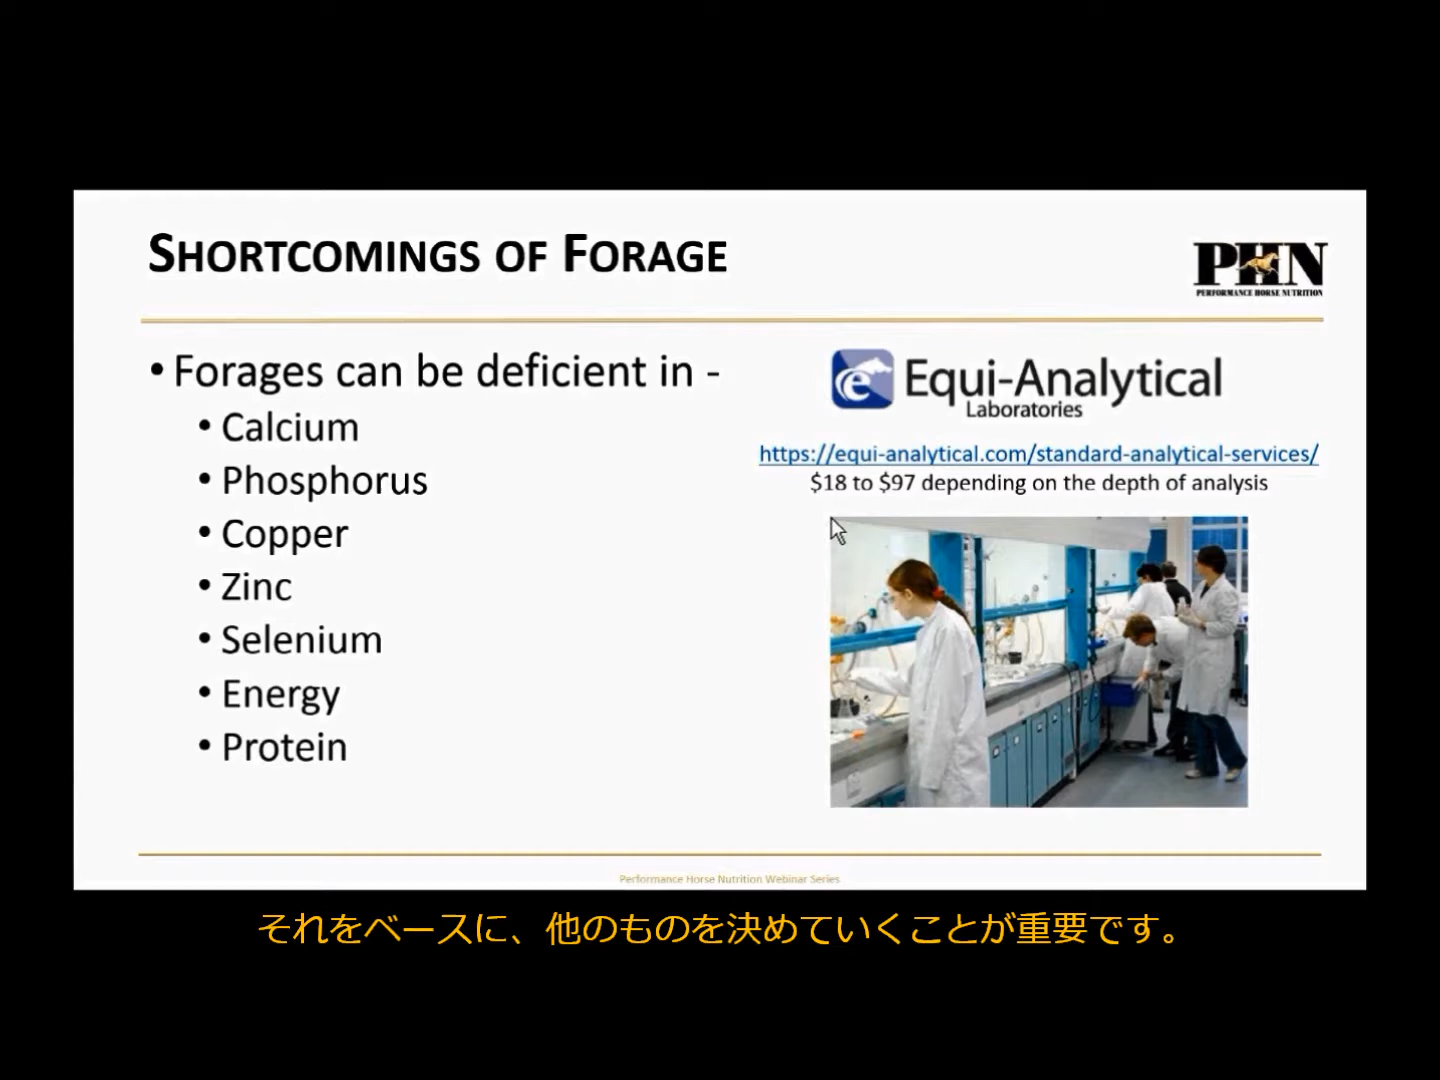 SHORTCOMINGS OF FORAGE
PHN
PERFORMANCE HORSE NUTRITION
• Forages can be deficient in -
• Calcium
• Phosphorus
• Copper
• Zinc
• Selenium
• Energy
• Protein
e Equi-Analytical
Laboratories
https://equi-analytical.com/standard-analytical-services/
$18 to $97 depending on the depth of analysis
Performance Horse Nutrition Webinar Series
それをベースに、他のものを決めていくことが重要です。